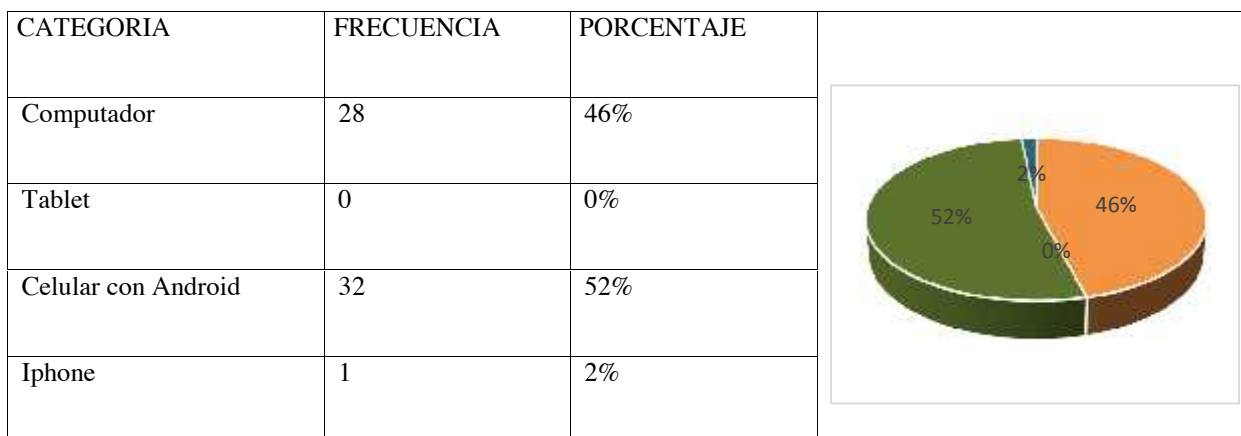 CATEGORIA FRECUENCIA PORCENTAJE
Computador 28 46%
Tablet 0 0%
Celular con Android 32 52%
Iphone 1 2%
2%
46%
52%
0%